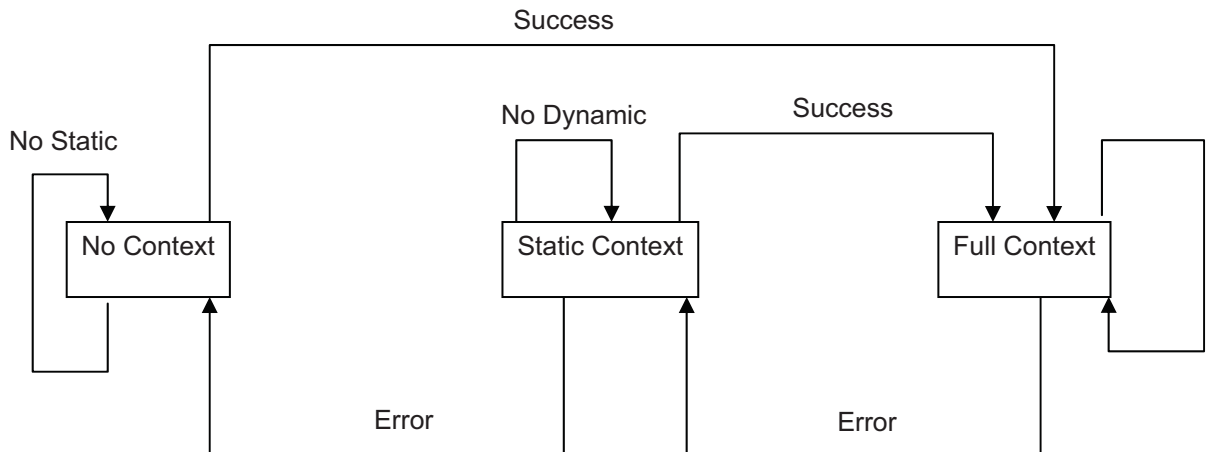 Success
No Dynamic
Success
No Static
No Context
Static Context
Full Context
Error
Error